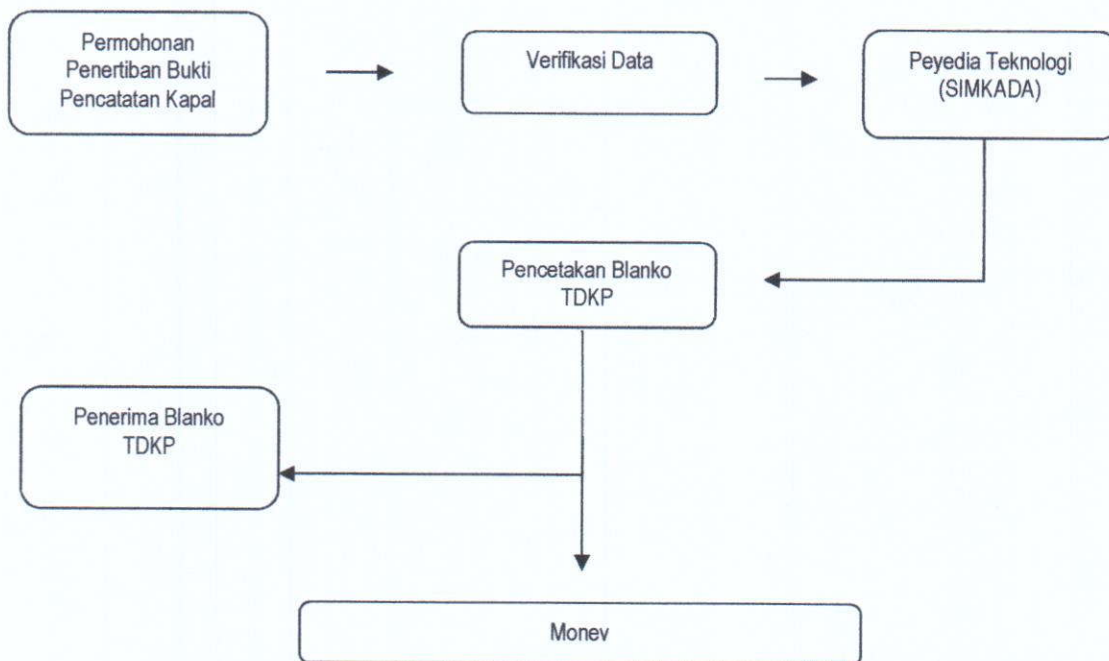 Permohonan
Penertiban Bukti
Pencatatan Kapal
Verifikasi Data
Peyedia Teknologi
(SIMKADA)
Pencetakan Blanko
TDKP
Penerima Blanko
TDKP
Monev